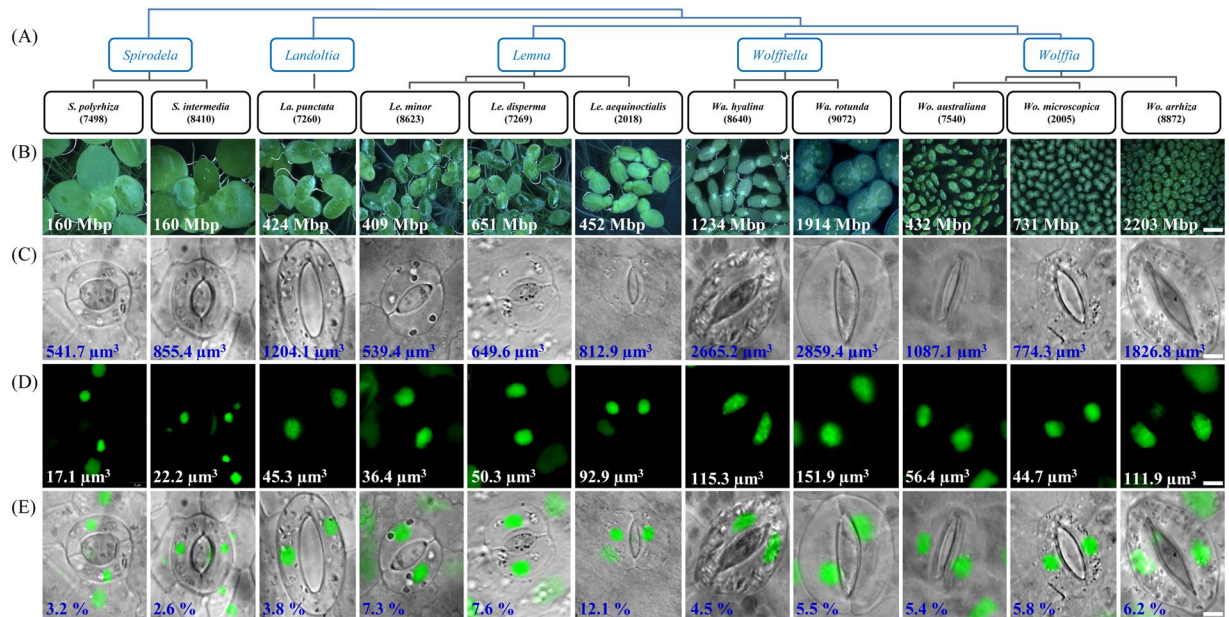 (A)
Spirodela Landoltia Lemna Wolffiella Wolffia
S. polyrhiza S. intermedia La. punctata Le. minor Le. disperma Le. aequinoctialis Wa. hyalina Wa. rotunda Wo. australiana Wo. microscopica Wo. arrhiza
(7498) (8410) (7260) (8623) (7269) (2018) (8640) (9072) (7540) (2005) (8872)
(B)
160 Mbp 160 Mbp 424 Mbp 409 Mbp 651 Mbp 452 Mbp 1234 Mbp 1914 Mbp 432 Mbp 731 Mbp 2203 Mbp
(C)
541.7 µm³ 855.4 µm³ 1204.1 µm³ 539.4 µm³ 649.6 µm³ 812.9 µm³ 2665.2 µm³ 2859.4 µm³ 1087.1 µm³ 774.3 µm³ 1826.8 µm³
(D)
17.1 µm³ 22.2 µm³ 45.3 µm³ 36.4 µm³ 50.3 µm³ 92.9 µm³ 115.3 µm³ 151.9 µm³ 56.4 µm³ 44.7 µm³ 111.9 µm³
(E)
3.2 % 2.6 % 3.8 % 7.3 % 7.6 % 12.1 % 4.5 % 5.5 % 5.4 % 5.8 % 6.2 %